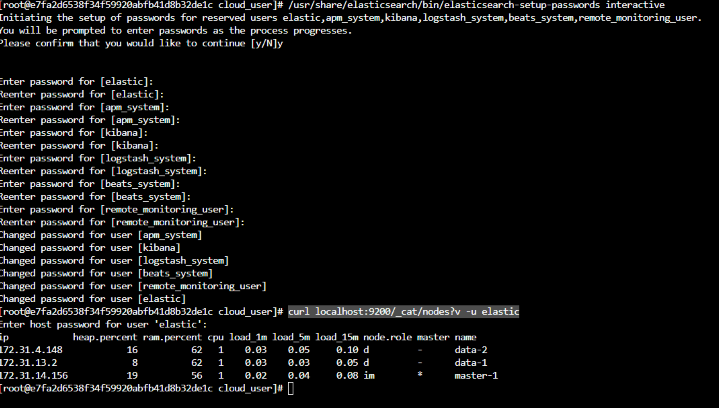 [root@e7fa2d6538f34f59920abfb41d8b32de1c cloud_user]# /usr/share/elasticsearch/bin/elasticsearch-setup-passwords interactive
Initiating the setup of passwords for reserved users elastic,apm_system,kibana,logstash_system,beats_system,remote_monitoring_user.
You will be prompted to enter passwords as the process progresses.
Please confirm that you would like to continue [y/N]y
Enter password for [elastic]:
Reenter password for [elastic]:
Enter password for [apm_system]:
Reenter password for [apm_system]:
Enter password for [kibana]:
Reenter password for [kibana]:
Enter password for [logstash_system]:
Reenter password for [logstash_system]:
Enter password for [beats_system]:
Reenter password for [beats_system]:
Enter password for [remote_monitoring_user]:
Reenter password for [remote_monitoring_user]:
Changed password for user [apm_system]
Changed password for user [kibana]
Changed password for user [logstash_system]
Changed password for user [beats_system]
Changed password for user [remote_monitoring_user]
Changed password for user [elastic]
[root@e7fa2d6538f34f59920abfb41d8b32de1c cloud_user]# curl localhost:9200/_cat/nodes?v -u elastic
Enter host password for user 'elastic':
ip heap.percent ram.percent cpu load_1m load_5m load_15m node.role master name
172.31.4.148 16 62 1 0.03 0.05 0.10 d - data-2
172.31.13.2 8 62 1 0.03 0.03 0.05 d - data-1
172.31.14.156 19 56 1 0.02 0.04 0.08 im * master-1
[root@e7fa2d6538f34f59920abfb41d8b32de1c cloud_user]#